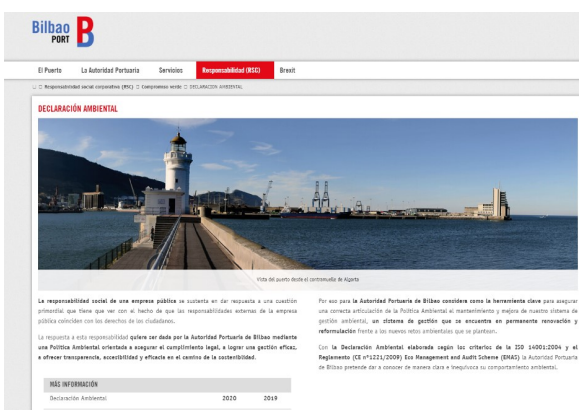 Bilbao
PORT
El Puerto La Autoridad Portuaria Servicios Responsabilidad (RSC) Brexit
Responsabilidad social corporativa (RSC) Compromiso verde DECLARACIÓN AMBIENTAL
DECLARACIÓN AMBIENTAL
Vista del puerto desde el contramuelle de Algorta
La responsabilidad social de una empresa pública se sustenta en dar respuesta a una cuestión
primordial que tiene que ver con el hecho de que las responsabilidades externas de la empresa
pública coinciden con los derechos de los ciudadanos.
La respuesta a esta responsabilidad quiere ser dada por la Autoridad Portuaria de Bilbao mediante
una Política Ambiental orientada a asegurar el cumplimiento legal, a lograr una gestión eficaz,
a ofrecer transparencia, accesibilidad y eficacia en el camino de la sostenibilidad.
Por eso para la Autoridad Portuaria de Bilbao considera como la herramienta clave para asegurar
una correcta articulación de la Política Ambiental el mantenimiento y mejora de nuestro sistema de
gestión ambiental, un sistema de gestión que se encuentra en permanente renovación y
reformulación frente a los nuevos retos ambientales que se plantean.
Con la Declaración Ambiental elaborada según los criterios de la ISO 14001:2004 y el
Reglamento (CE nº1221/2009) Eco Management and Audit Scheme (EMAS) la Autoridad Portuaria
de Bilbao pretende dar a conocer de manera clara e inequívoca su comportamiento ambiental.
MÁS INFORMACIÓN
Declaración Ambiental 2020 2019